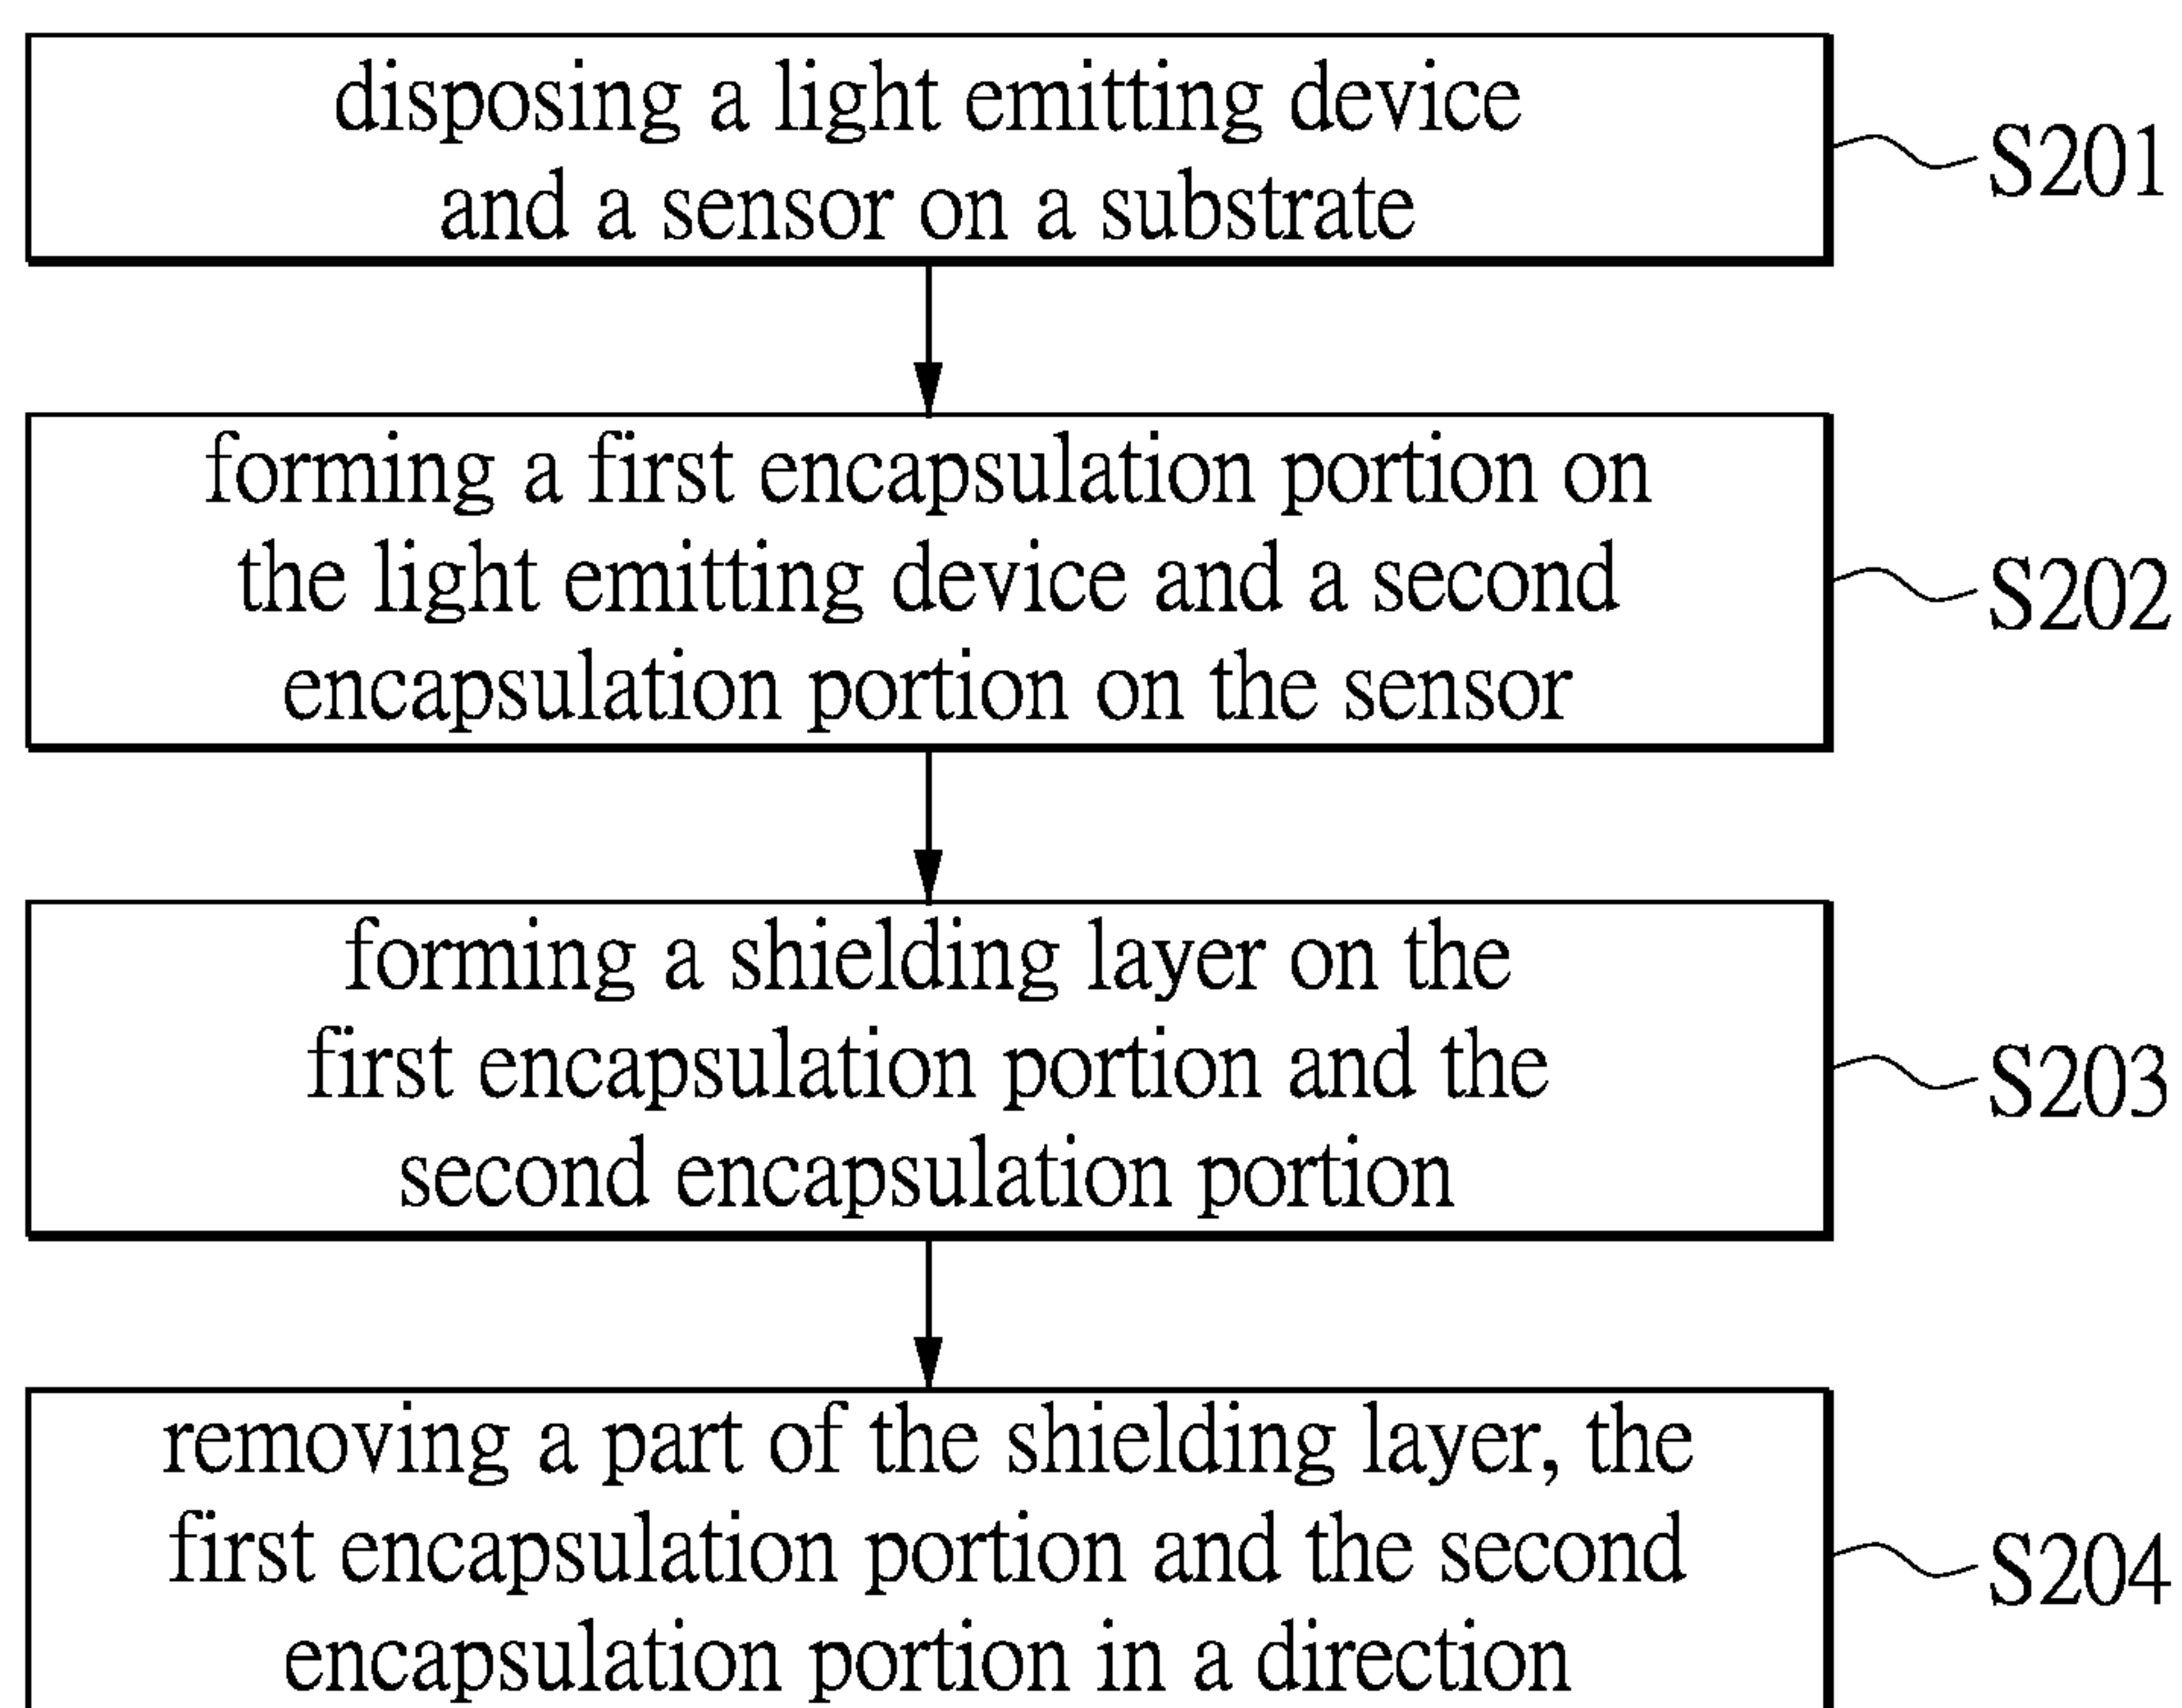 disposing a light emitting device
and a sensor on a substrate
S201
forming a first encapsulation portion on
the light emitting device and a second
encapsulation portion on the sensor
S202
forming a shielding layer on the
first encapsulation portion and the
second encapsulation portion
S203
removing a part of the shielding layer, the
first encapsulation portion and the second
encapsulation portion in a direction
S204